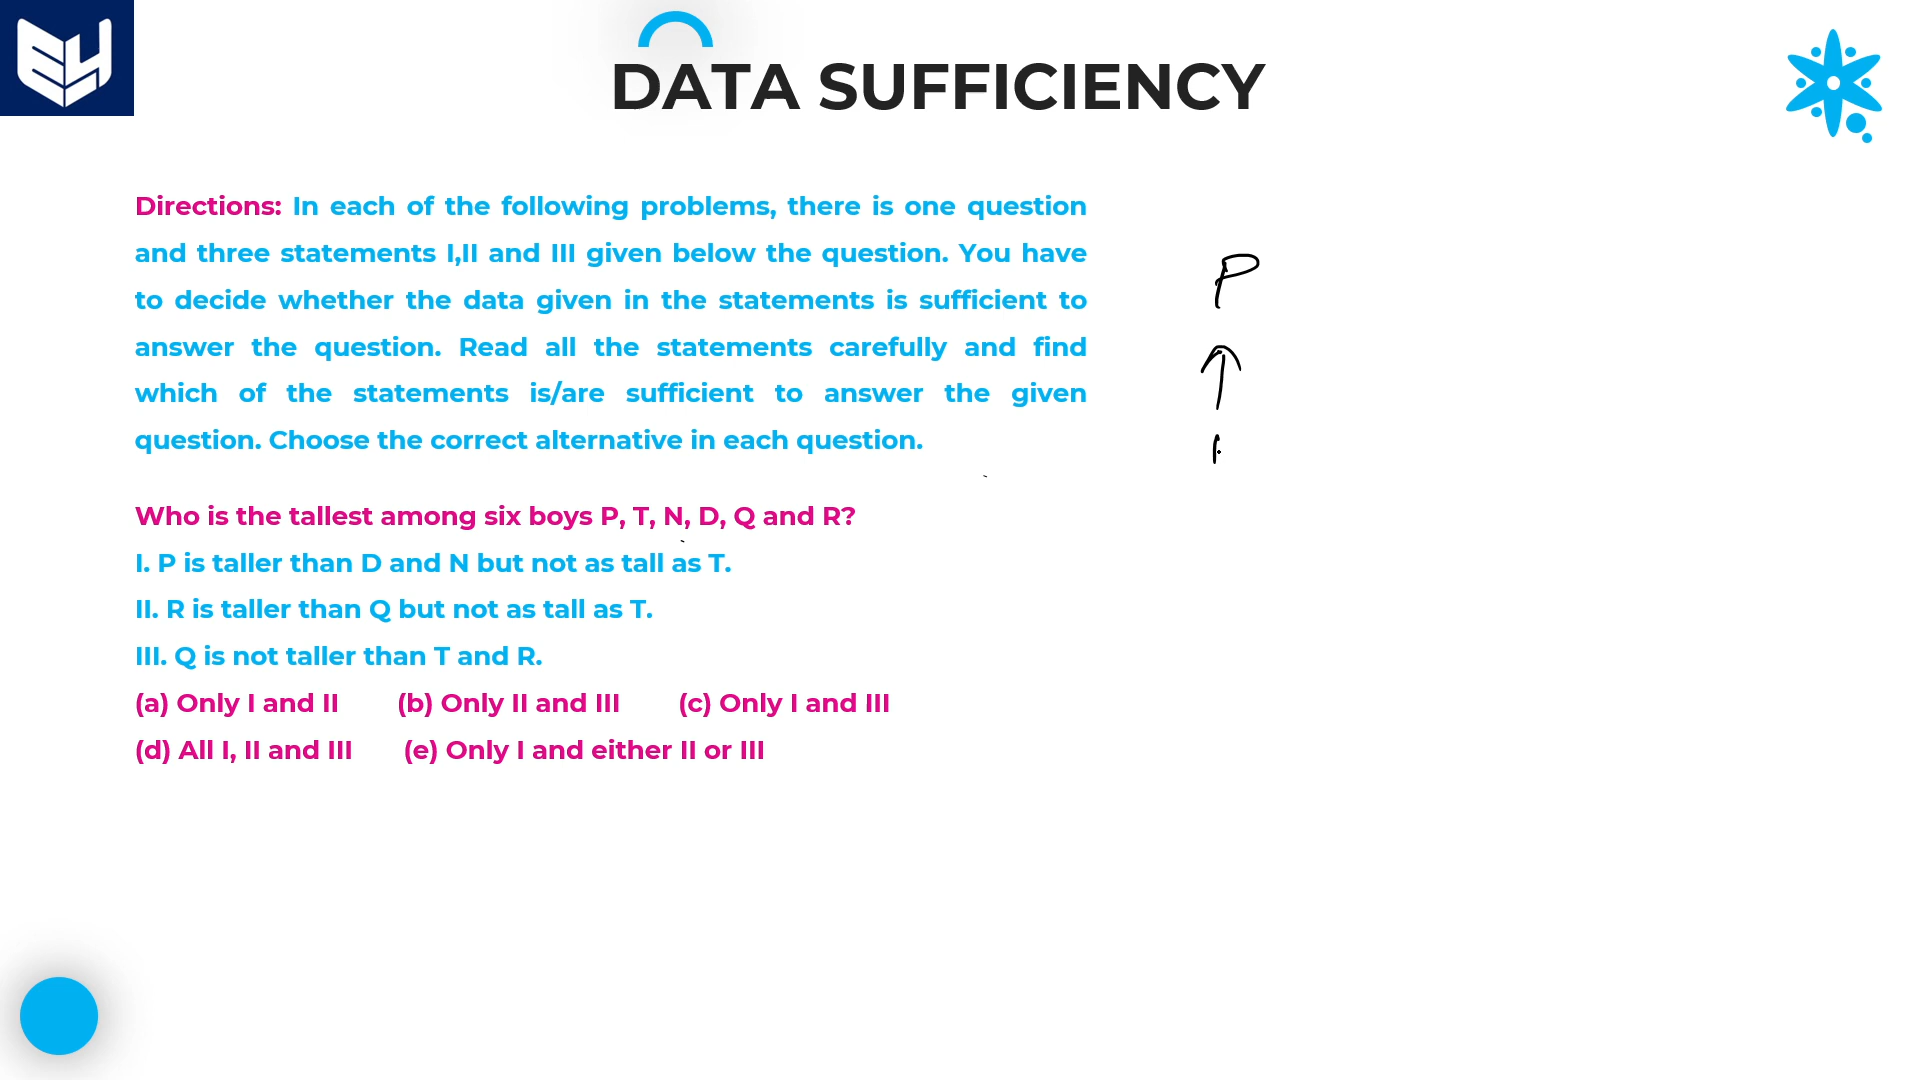 DATA SUFFICIENCY
Directions: In each of the following problems, there is one question
and three statements I,II and III given below the question. You have
to decide whether the data given in the statements is sufficient to
answer the question. Read all the statements carefully and find
which of the statements is/are sufficient to answer the given
question. Choose the correct alternative in each question.
P
Who is the tallest among six boys P, T, N, D, Q and R?
I. P is taller than D and N but not as tall as T.
II. R is taller than Q but not as tall as T.
III. Q is not taller than T and R.
(a) Only I and II (b) Only II and III (c) Only I and III
(d) All I, II and III (e) Only I and either II or III